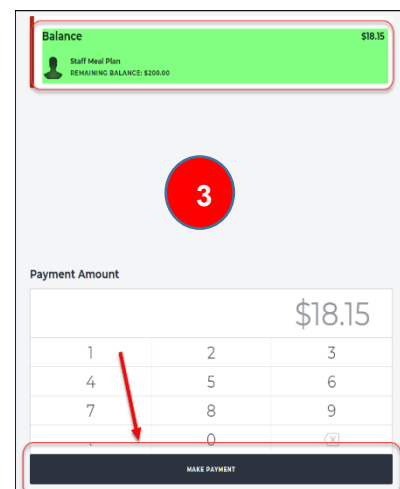 Balance $18.15
Staff Meal Plan
REMAINING BALANCE: $200.00
3
Payment Amount
$18.15
1 2 3
4 5 6
7 8 9
. 0
MAKE PAYMENT